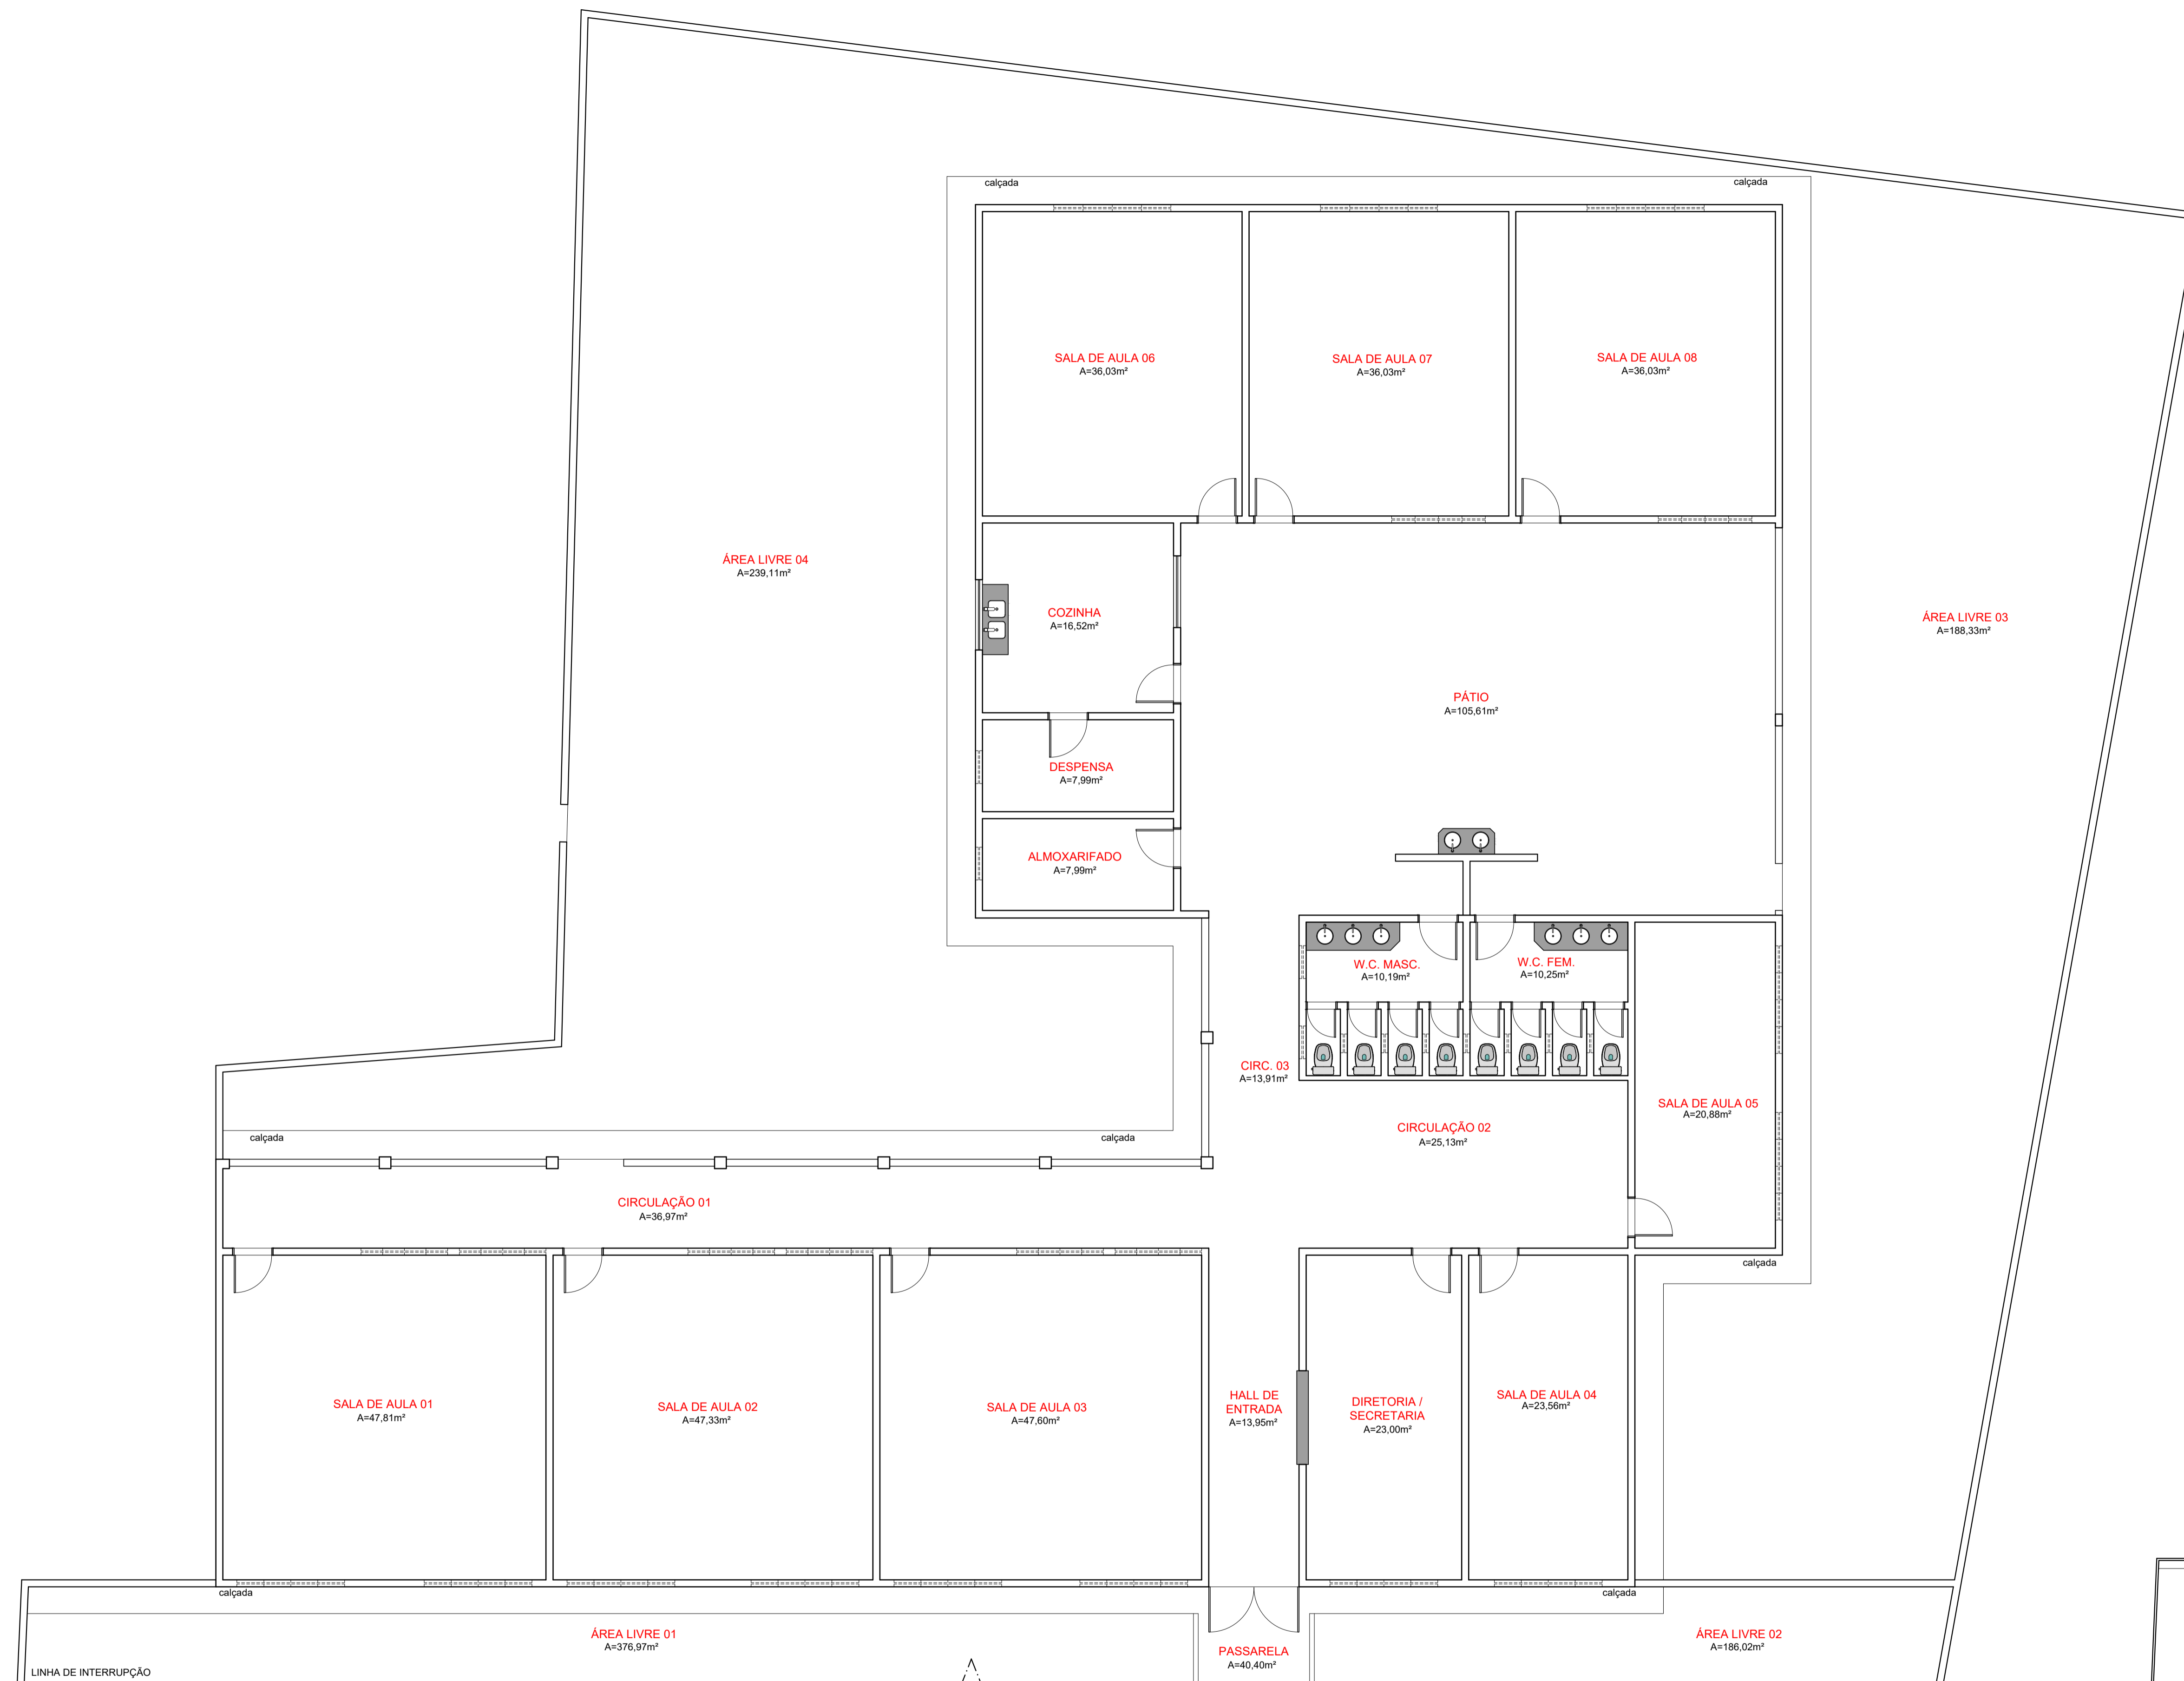 calçada
calçada
SALA DE AULA 06
A=36,03m²
SALA DE AULA 07
A=36,03m²
SALA DE AULA 08
A=36,03m²
ÁREA LIVRE 04
A=239,11m²
COZINHA
A=16,52m²
ÁREA LIVRE 03
A=188,33m²
PÁTIO
A=105,61m²
DESPENSA
A=7,99m²
ALMOXARIFADO
A=7,99m²
W.C. MASC.
A=10,19m²
W.C. FEM.
A=10,25m²
CIRC. 03
A=13,91m²
SALA DE AULA 05
A=20,88m²
CIRCULAÇÃO 02
A=25,13m²
calçada
calçada
CIRCULAÇÃO 01
A=36,97m²
calçada
SALA DE AULA 01
A=47,81m²
SALA DE AULA 02
A=47,33m²
SALA DE AULA 03
A=47,60m²
HALL DE
ENTRADA
A=13,95m²
DIRETORIA /
SECRETARIA
A=23,00m²
SALA DE AULA 04
A=23,56m²
calçada
calçada
ÁREA LIVRE 01
A=376,97m²
PASSARELA
A=40,40m²
ÁREA LIVRE 02
A=186,02m²
LINHA DE INTERRUPÇÃO